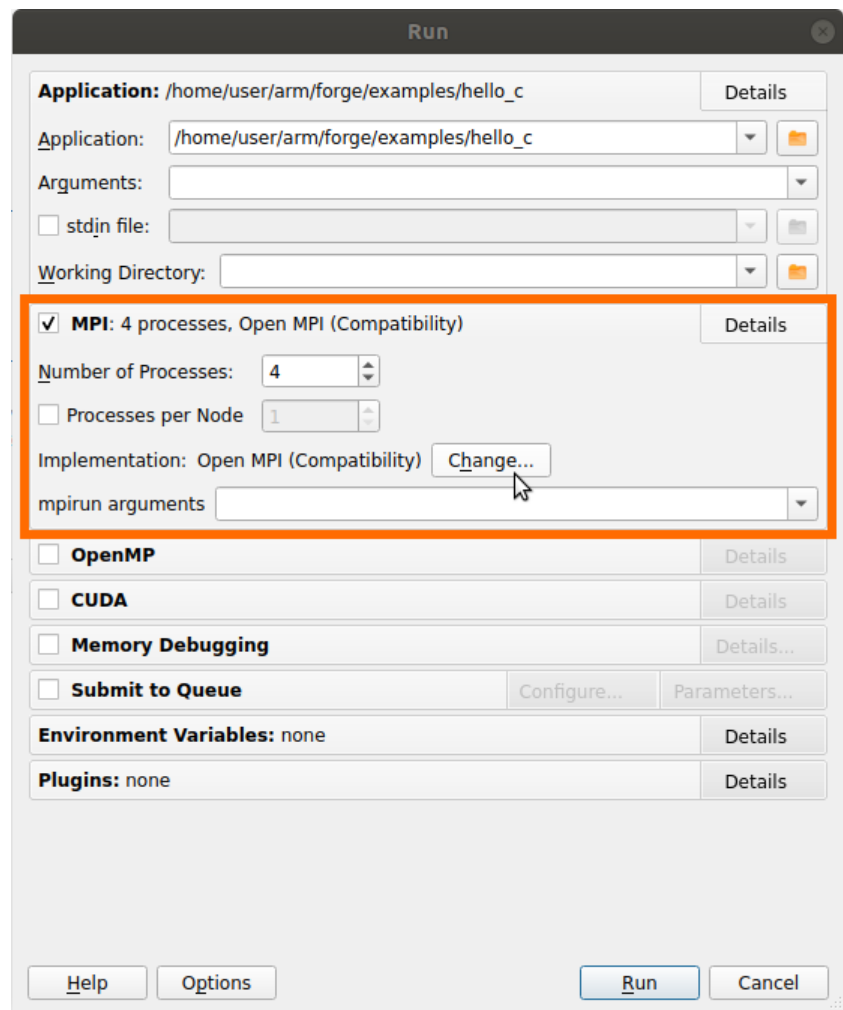 Run
Application: /home/user/arm/forge/examples/hello_c Details
Application: /home/user/arm/forge/examples/hello_c
Arguments:
stdin file:
Working Directory:
MPI: 4 processes, Open MPI (Compatibility) Details
Number of Processes: 4
Processes per Node 1
Implementation: Open MPI (Compatibility) Change...
mpirun arguments
OpenMP Details
CUDA Details
Memory Debugging Details...
Submit to Queue Configure... Parameters...
Environment Variables: none Details
Plugins: none Details
Help Options Run Cancel